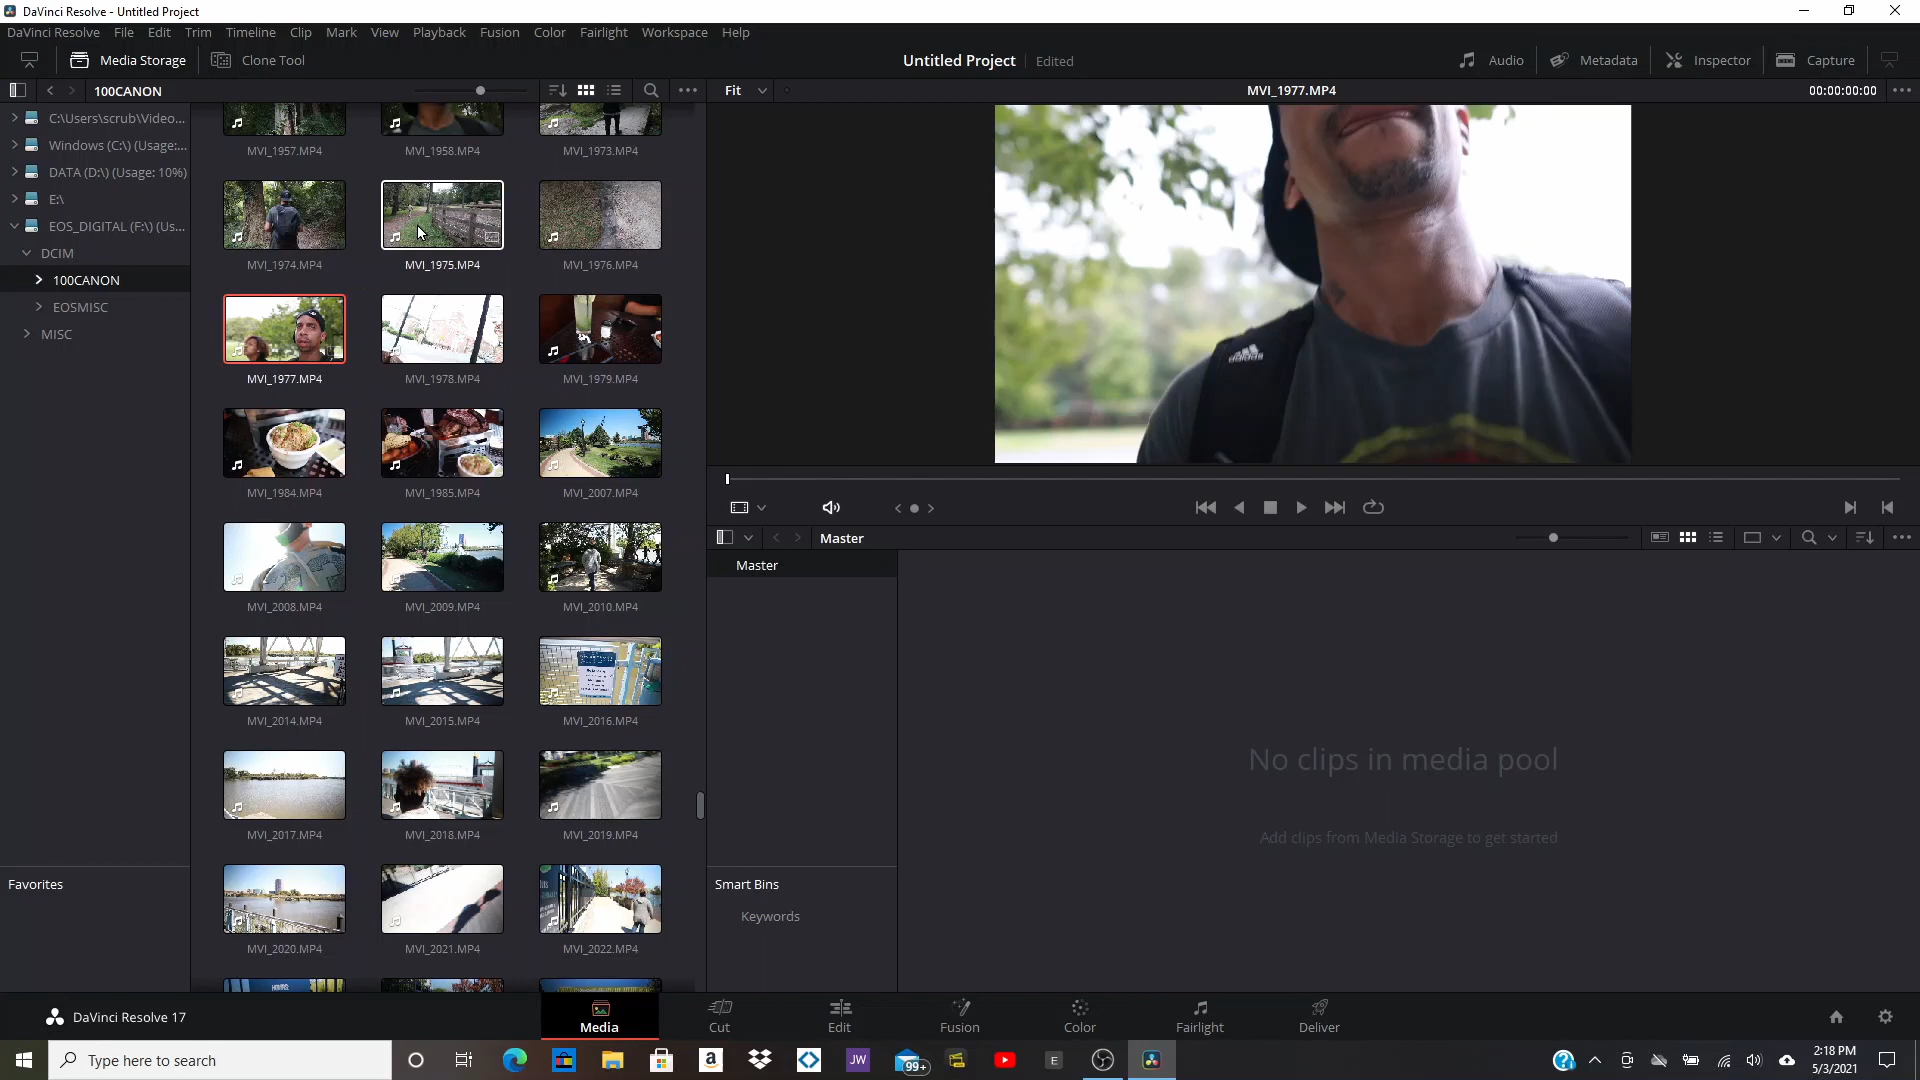 DaVinci Resolve - Untitled Project
DaVinci Resolve File Edit Trim Timeline Clip Mark View Playback Fusion Color Fairlight Workspace Help
Media Storage Clone Tool Untitled Project Edited Audio Metadata Inspector Capture
100CANON Fit MVI_1977.MP4 00:00:00:00
C:\Users\scrub\Video...
Windows (C:\) (Usage:...
DATA (D:\) (Usage: 10%)
E:\
EOS_DIGITAL (F:\) (Us...
DCIM
100CANON
EOSMISC
MISC
Favorites
MVI_1957.MP4 MVI_1958.MP4 MVI_1973.MP4
MVI_1974.MP4 MVI_1975.MP4 MVI_1976.MP4
MVI_1977.MP4 MVI_1978.MP4 MVI_1979.MP4
MVI_1984.MP4 MVI_1985.MP4 MVI_2007.MP4
MVI_2008.MP4 MVI_2009.MP4 MVI_2010.MP4
MVI_2014.MP4 MVI_2015.MP4 MVI_2016.MP4
MVI_2017.MP4 MVI_2018.MP4 MVI_2019.MP4
MVI_2020.MP4 MVI_2021.MP4 MVI_2022.MP4
adidas
Master
Master
No clips in media pool
Add clips from Media Storage to get started
Smart Bins
Keywords
DaVinci Resolve 17 Media Cut Edit Fusion Color Fairlight Deliver
Type here to search
JW
99+
E
2:18 PM
5/3/2021